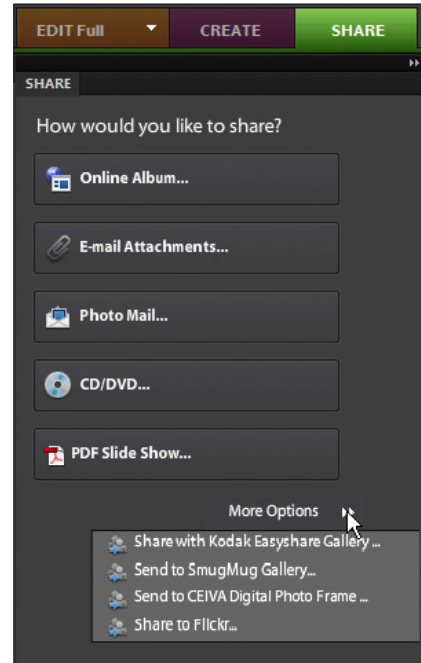 EDIT Full CREATE SHARE
SHARE
How would you like to share?
Online Album...
E-mail Attachments...
Photo Mail...
CD/DVD...
PDF Slide Show...
More Options
Share with Kodak Easyshare Gallery ...
Send to SmugMug Gallery...
Send to CEIVA Digital Photo Frame ...
Share to Flickr...